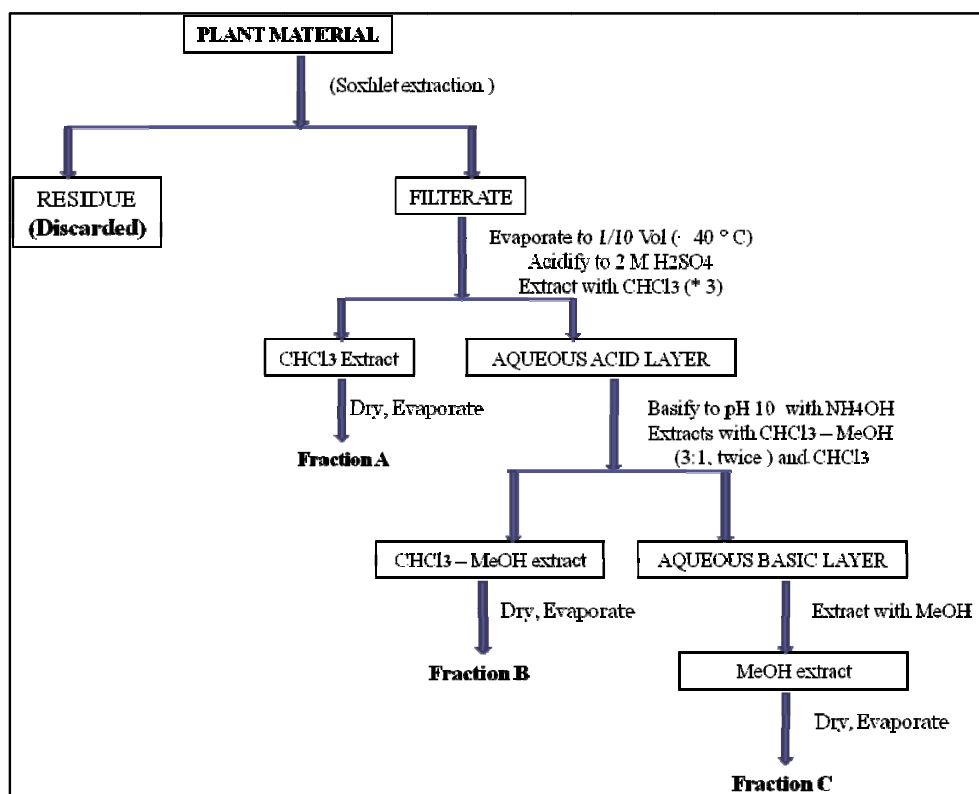 PLANT MATERIAL
(Soxhlet extraction )
RESIDUE
(Discarded)
FILTERATE
Evaporate to 1/10 Vol (- 40 ° C)
Acidify to 2 M H2SO4
Extract with CHCl3 (* 3)
CHCl3 Extract
AQUEOUS ACID LAYER
Dry, Evaporate
Basify to pH 10 with NH4OH
Extracts with CHCl3 – MeOH
(3:1, twice ) and CHCl3
Fraction A
CHCl3 – MeOH extract
AQUEOUS BASIC LAYER
Dry, Evaporate
Extract with MeOH
Fraction B
MeOH extract
Dry, Evaporate
Fraction C